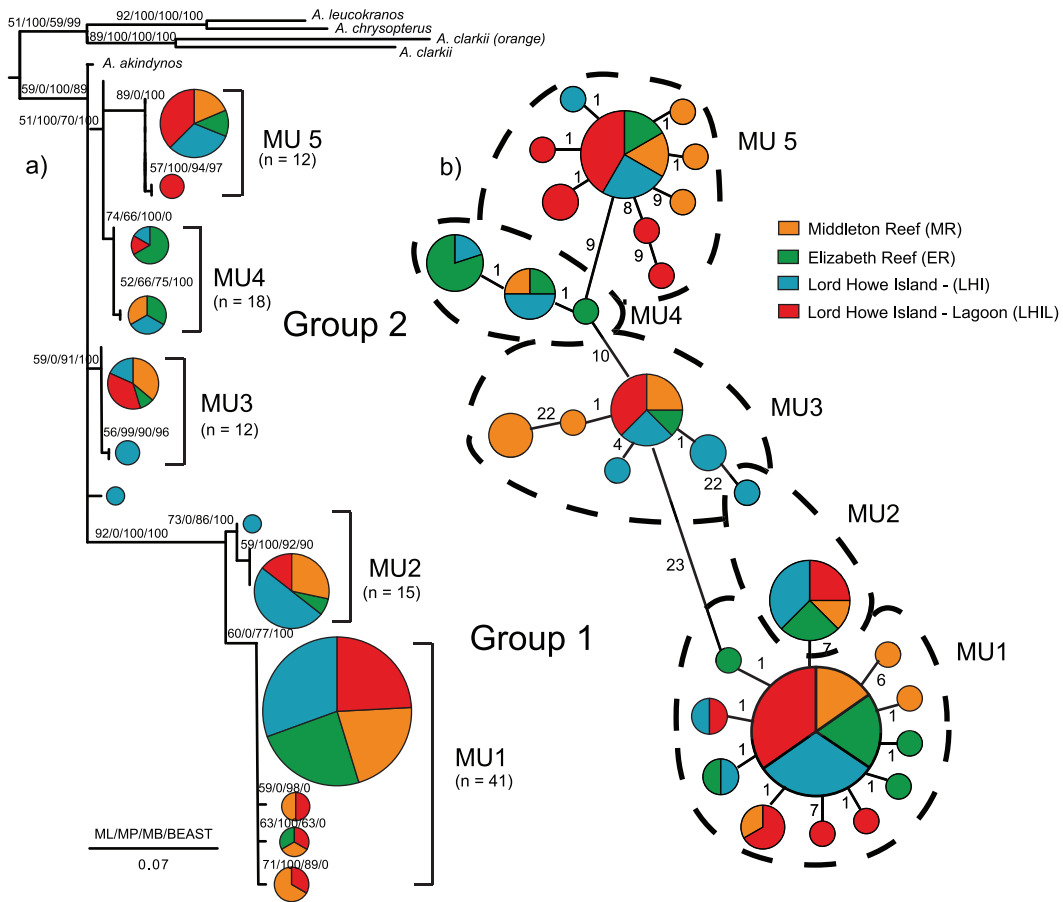 51/100/59/99
92/100/100/100
A. leucokranos
A. chrysopterus
89/100/100/100
A. clarkii (orange)
A. clarkii
A. akindynos
59/0/100/89
51/100/70/100
a)
89/0/100
MU 5
(n = 12)
57/100/94/97
74/66/100/0
MU4
(n = 18)
52/66/75/100
Group 2
59/0/91/100
MU3
(n = 12)
56/99/90/96
92/0/100/100
73/0/86/100
59/100/92/90
MU2
(n = 15)
60/0/77/100
Group 1
MU1
(n = 41)
59/0/98/0
63/100/63/0
71/100/89/0
ML/MP/MB/BEAST
0.07
b)
MU 5
1
1
1
1
1
9
8
9
9
Middleton Reef (MR)
Elizabeth Reef (ER)
Lord Howe Island - (LHI)
Lord Howe Island - Lagoon (LHIL)
1
1
MU4
10
MU3
22
1
4
1
22
23
MU2
7
MU1
1
6
1
1
1
1
1
1
7
1